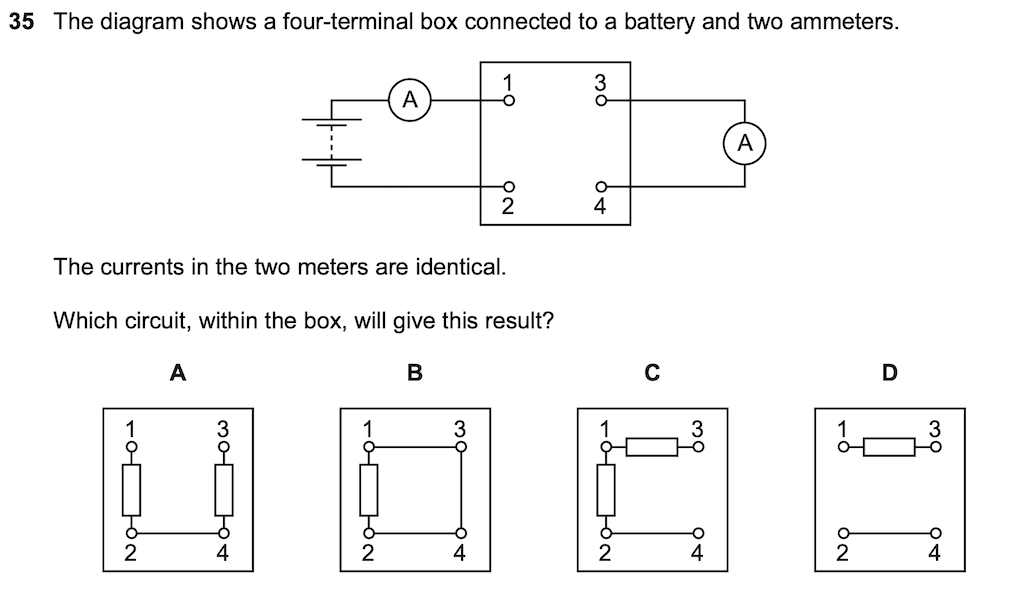 35 The diagram shows a four-terminal box connected to a battery and two ammeters.
1 3
A
A
2 4
The currents in the two meters are identical.
Which circuit, within the box, will give this result?
A B C D
1 3 1 3 1 3 1 3
2 4 2 4 2 4 2 4